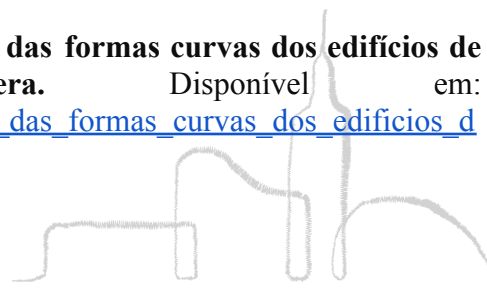 das formas curvas dos edifícios de
era. Disponível em:
_das_formas_curvas_dos_edificios_d